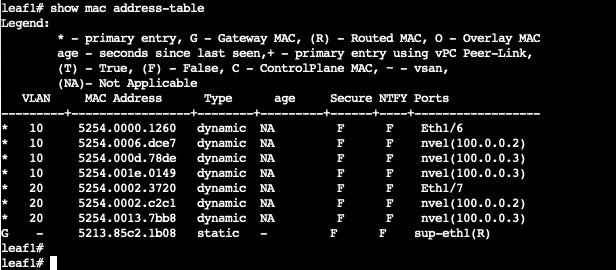 leaf1# show mac address-table
Legend:
* - primary entry, G - Gateway MAC, (R) - Routed MAC, O - Overlay MAC
age - seconds since last seen,+ - primary entry using vPC Peer-Link,
(T) - True, (F) - False, C - ControlPlane MAC, ~ - vsan,
(NA)- Not Applicable
VLAN MAC Address Type age Secure NTFY Ports
---------+-----------------+--------+---------+------+----+------------------
* 10 5254.0000.1260 dynamic NA F F Eth1/6
* 10 5254.0006.dce7 dynamic NA F F nve1(100.0.0.2)
* 10 5254.000d.78de dynamic NA F F nve1(100.0.0.3)
* 10 5254.001e.0149 dynamic NA F F nve1(100.0.0.3)
* 20 5254.0002.3720 dynamic NA F F Eth1/7
* 20 5254.0002.c2c1 dynamic NA F F nve1(100.0.0.2)
* 20 5254.0013.7bb8 dynamic NA F F nve1(100.0.0.3)
G - 5213.85c2.1b08 static - F F sup-eth1(R)
leaf1#
leaf1#